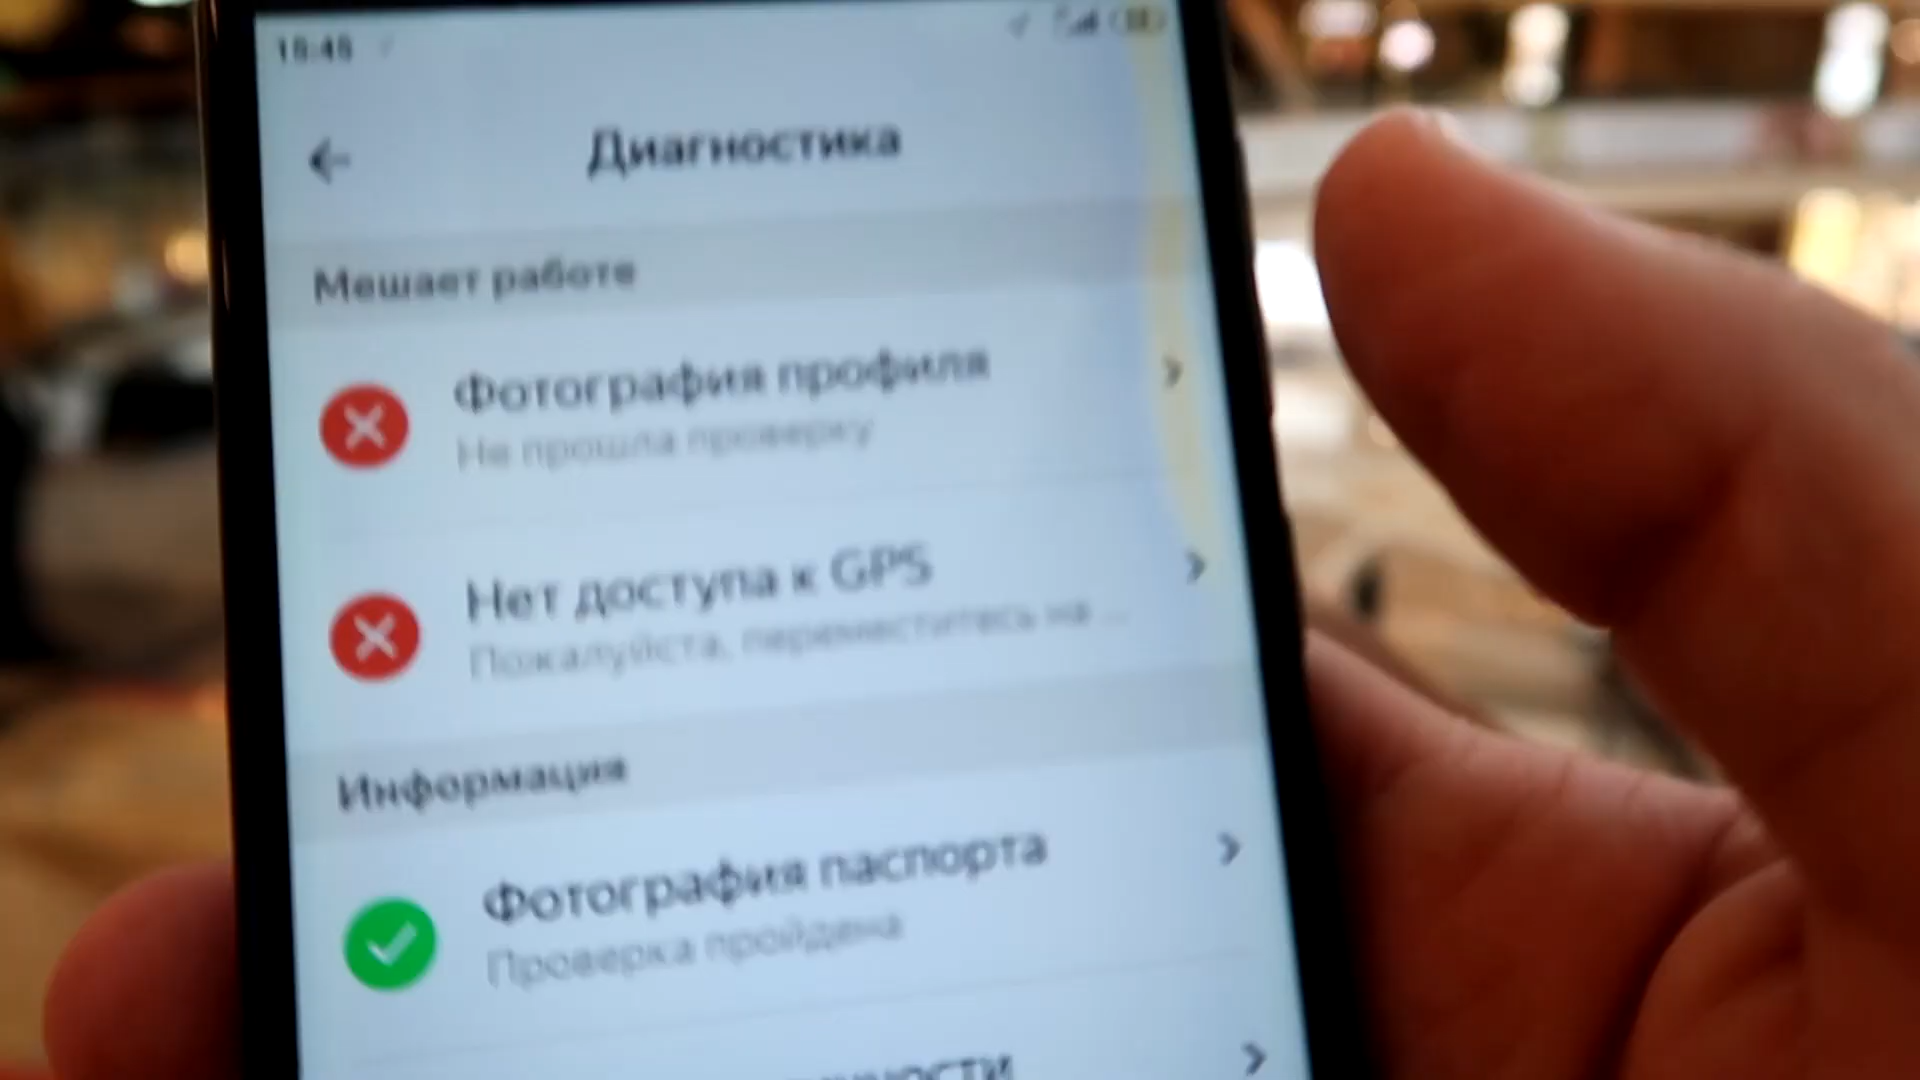 15:45
Диагностика
Мешает работе
Фотография профиля
Не прошла проверку
Нет доступа к GPS
Пожалуйста, переместитесь на ...
Информация
Фотография паспорта
Проверка пройдена